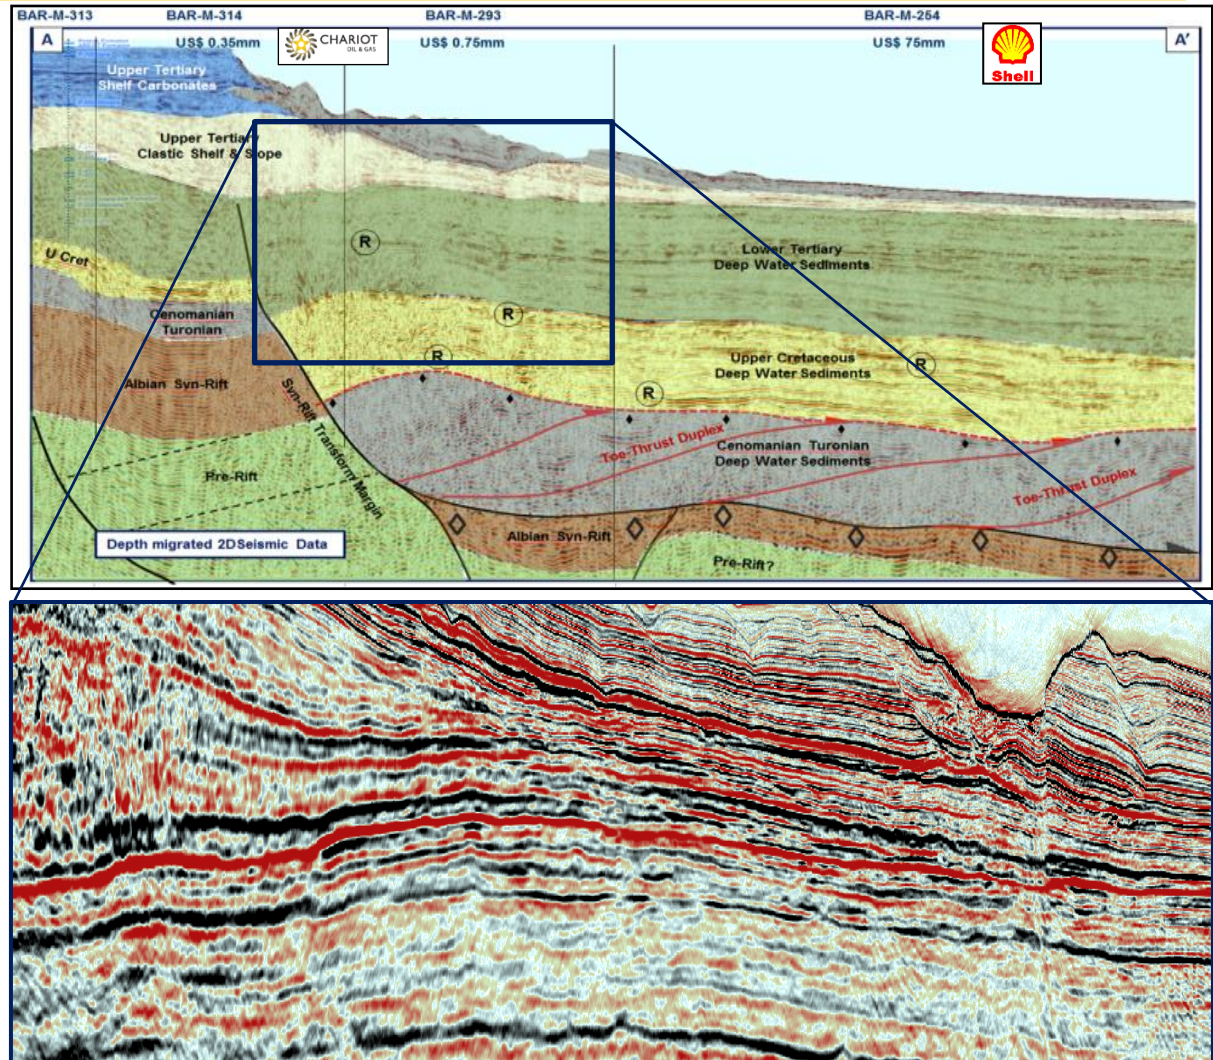 BAR-M-313
BAR-M-314
BAR-M-293
BAR-M-254
A
US$ 0.35mm
CHARIOT
OIL & GAS
US$ 0.75mm
US$ 75mm
Shell
A'
Upper Tertiary
Shelf Carbonates
Upper Tertiary
Clastic Shelf & Slope
R
Lower Tertiary
Deep Water Sediments
U Cret
Cenomanian
Turonian
R
R
Upper Cretaceous
Deep Water Sediments
R
Albian Syn-Rift
R
Syn-Rift Transform Margin
Toe-Thrust Duplex
Cenomanian Turonian
Deep Water Sediments
Pre-Rift
Toe-Thrust Duplex
Depth migrated 2DSeismic Data
Albian Syn-Rift
Pre-Rift?